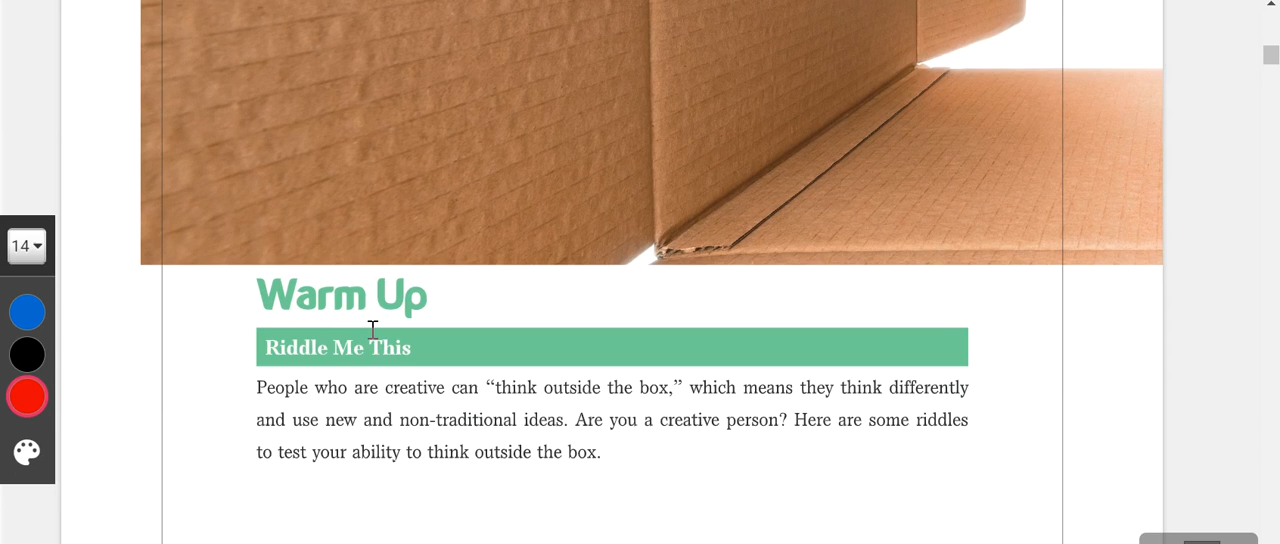 14
Warm Up
Riddle Me This
People who are creative can “think outside the box,” which means they think differently
and use new and non-traditional ideas. Are you a creative person? Here are some riddles
to test your ability to think outside the box.